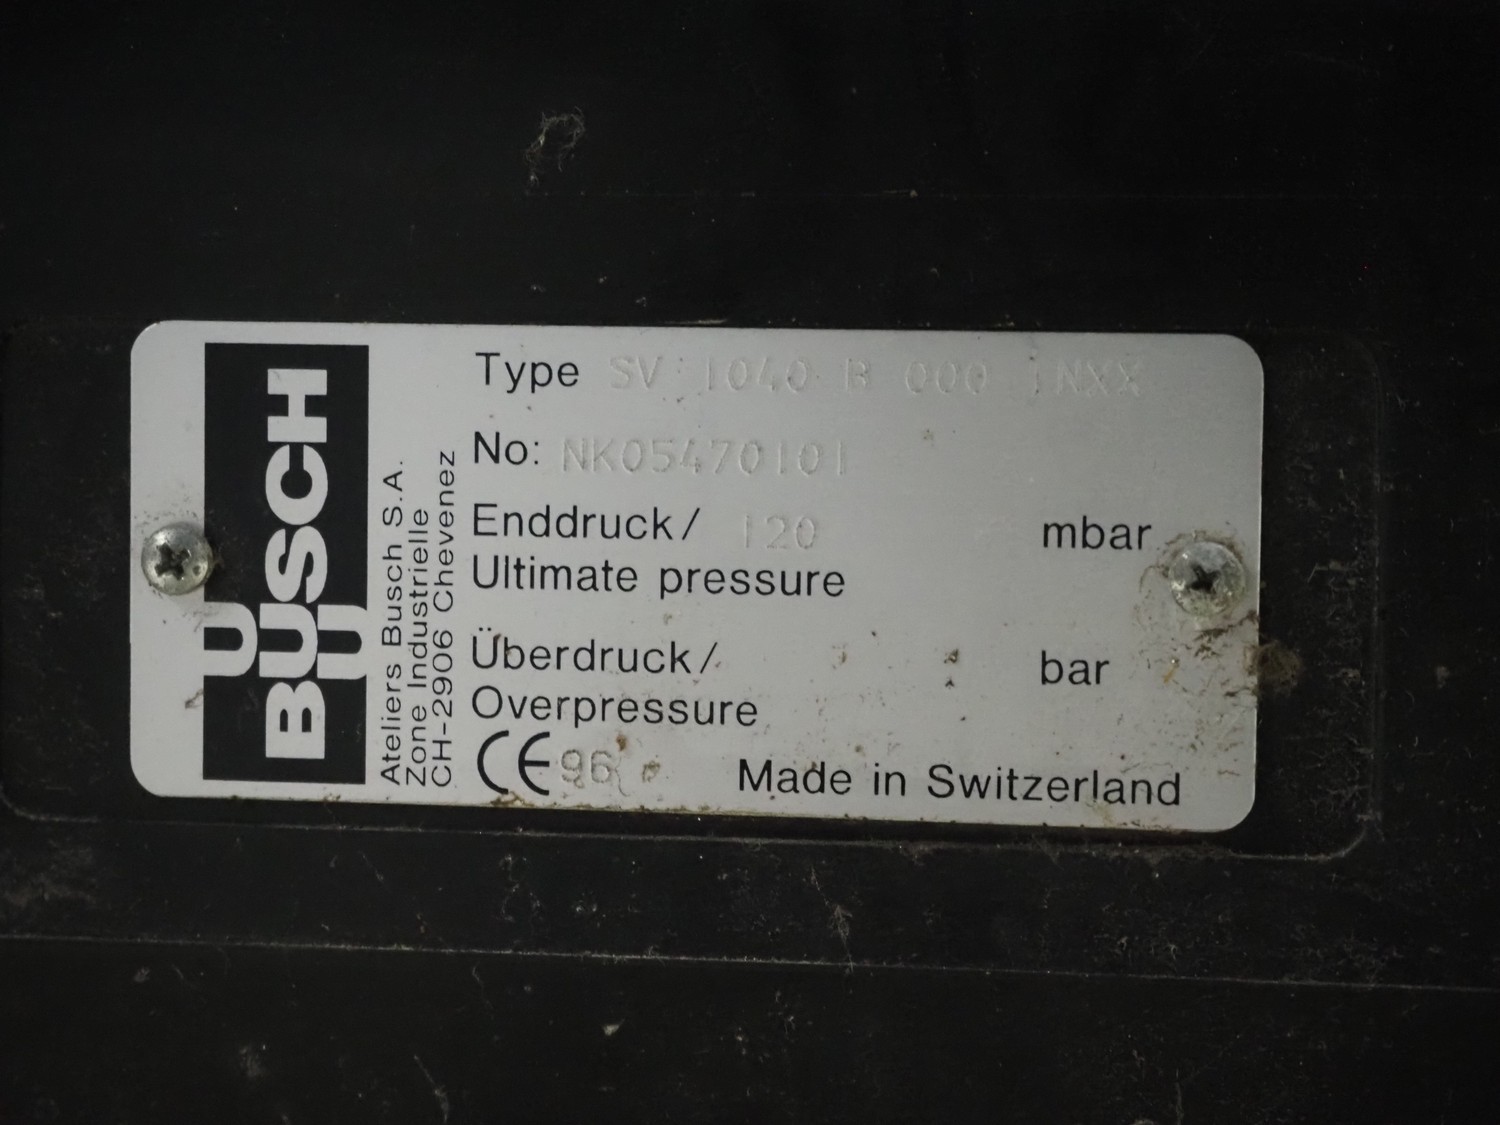 U
BUSCH
U
Ateliers Busch S.A.
Zone Industrielle
CH-2906 Chevenez
Type SV 1040 B 000 INXX
No: NK05470101
Enddruck/ 120 mbar
Ultimate pressure
Überdruck/ bar
Overpressure
CE 96 Made in Switzerland